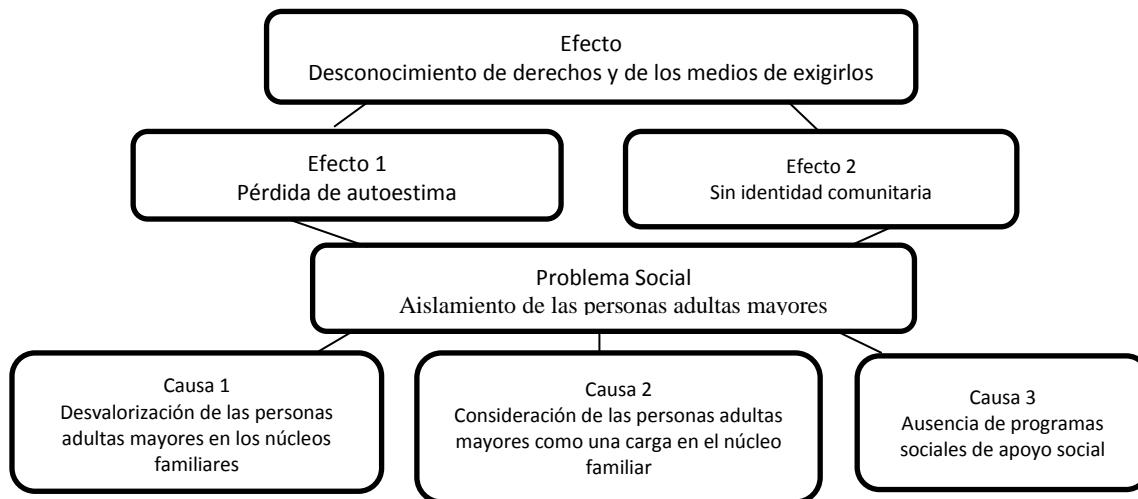 Efecto
Desconocimiento de derechos y de los medios de exigirlos
Efecto 1
Pérdida de autoestima
Efecto 2
Sin identidad comunitaria
Problema Social
Aislamiento de las personas adultas mayores
Causa 1
Desvalorización de las personas
adultas mayores en los núcleos
familiares
Causa 2
Consideración de las personas adultas
mayores como una carga en el núcleo
familiar
Causa 3
Ausencia de programas
sociales de apoyo social